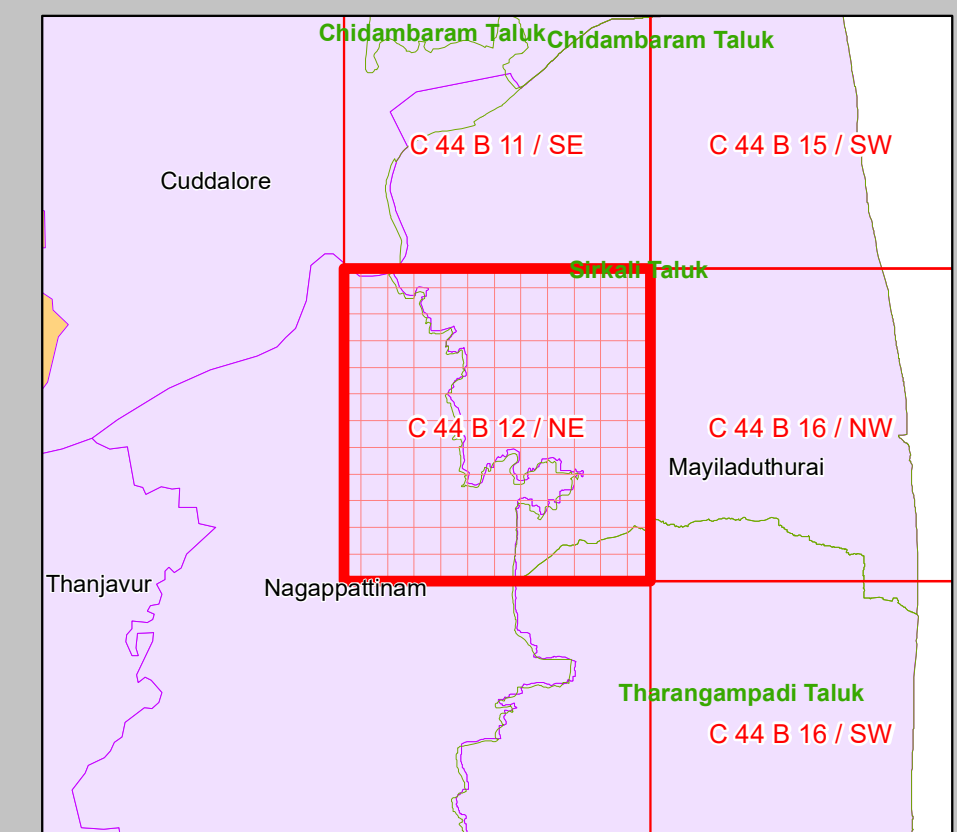 Chidambaram Taluk
Chidambaram Taluk
C 44 B 11 / SE
C 44 B 15 / SW
Cuddalore
Sirkali Taluk
C 44 B 12 / NE
C 44 B 16 / NW
Mayiladuthurai
Thanjavur
Nagappattinam
Tharangampadi Taluk
C 44 B 16 / SW